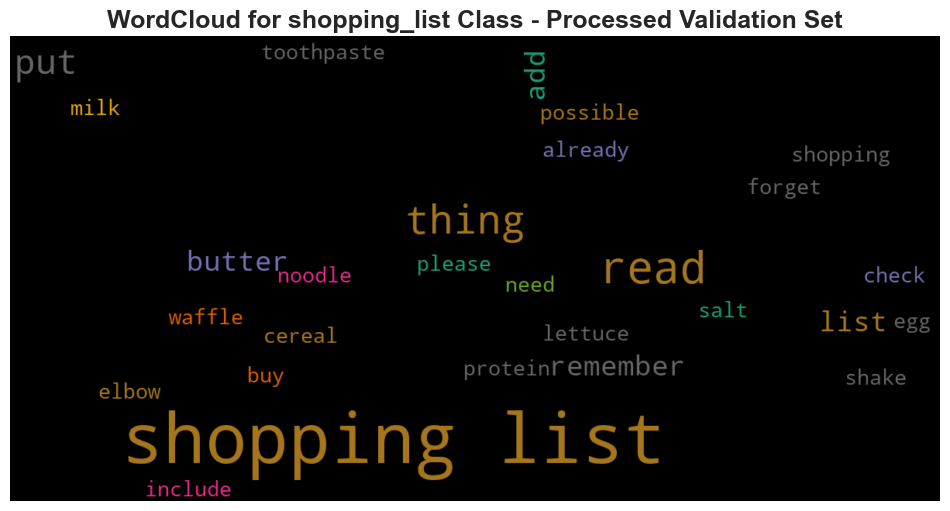 WordCloud for shopping_list Class - Processed Validation Set
put
toothpaste
add
milk
possible
already
shopping
forget
thing
butter
noodle
please
need
read
check
waffle
cereal
salt
list
egg
lettuce
elbow
buy
protein
remember
shake
shopping list
include